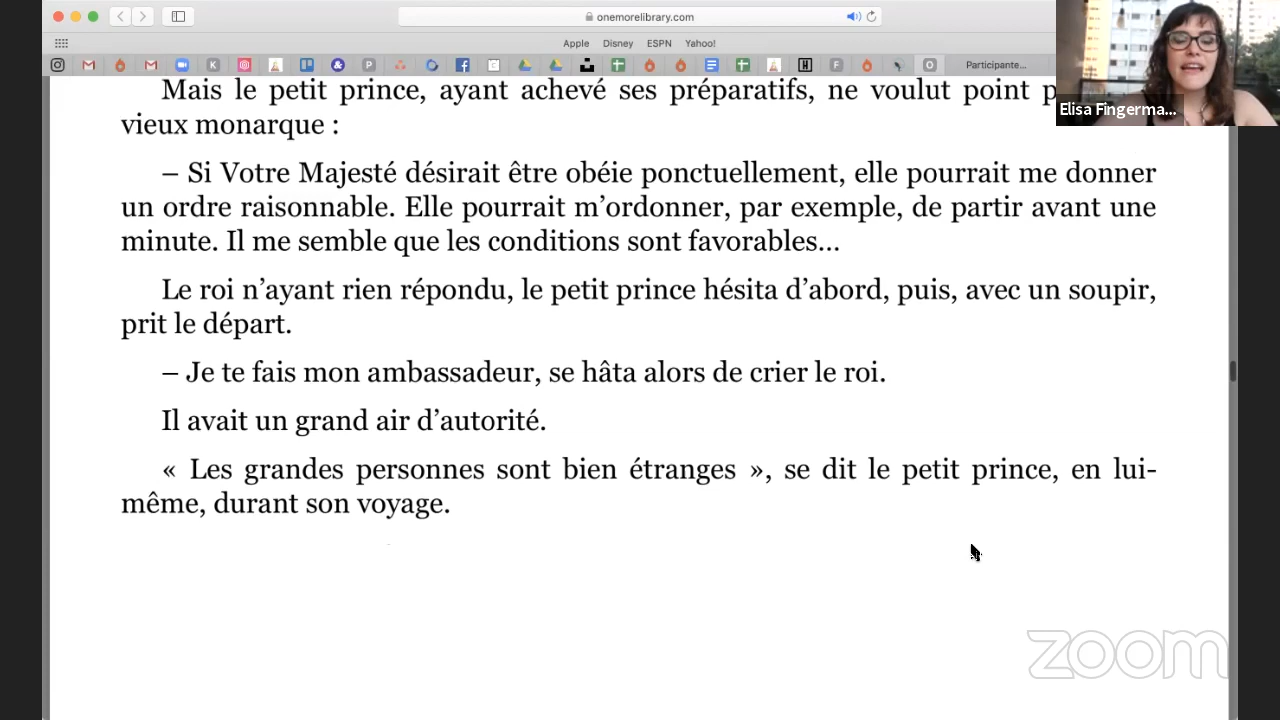 onemorelibrary.com
Apple Disney ESPN Yahoo!
Participante...
Elisa Fingerma...
Mais le petit prince, ayant achevé ses préparatifs, ne voulut point
vieux monarque :
– Si Votre Majesté désirait être obéie ponctuellement, elle pourrait me donner
un ordre raisonnable. Elle pourrait m’ordonner, par exemple, de partir avant une
minute. Il me semble que les conditions sont favorables…
Le roi n’ayant rien répondu, le petit prince hésita d’abord, puis, avec un soupir,
prit le départ.
– Je te fais mon ambassadeur, se hâta alors de crier le roi.
Il avait un grand air d’autorité.
« Les grandes personnes sont bien étranges », se dit le petit prince, en lui-
même, durant son voyage.
zoom